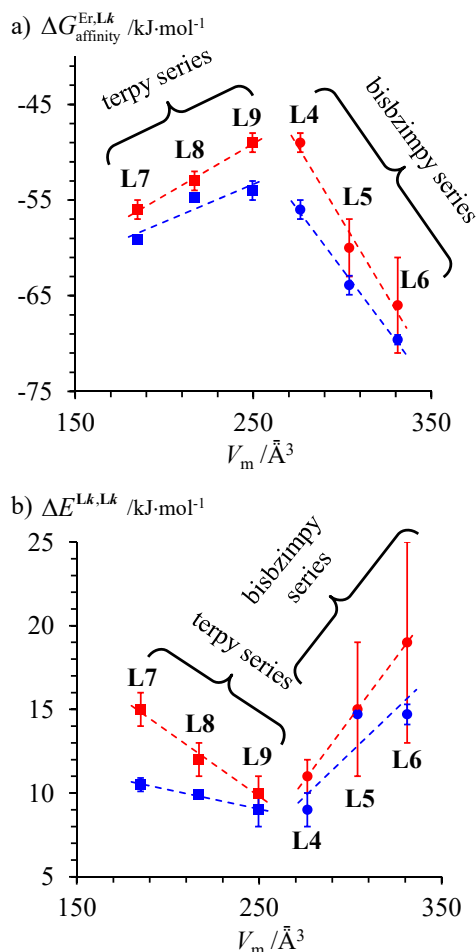 a) ΔG^Er,Lk_affinity /kJ·mol⁻¹
terpy series
bisbzimpy series
-45
-55
-65
-75
L7
L8
L9
L4
L5
L6
150
250
350
Vₘ /Å³
b) ΔE^Lk,Lk /kJ·mol⁻¹
bisbzimpy
series
terpy series
25
20
15
10
5
L7
L8
L9
L4
L5
L6
150
250
350
Vₘ /Å³